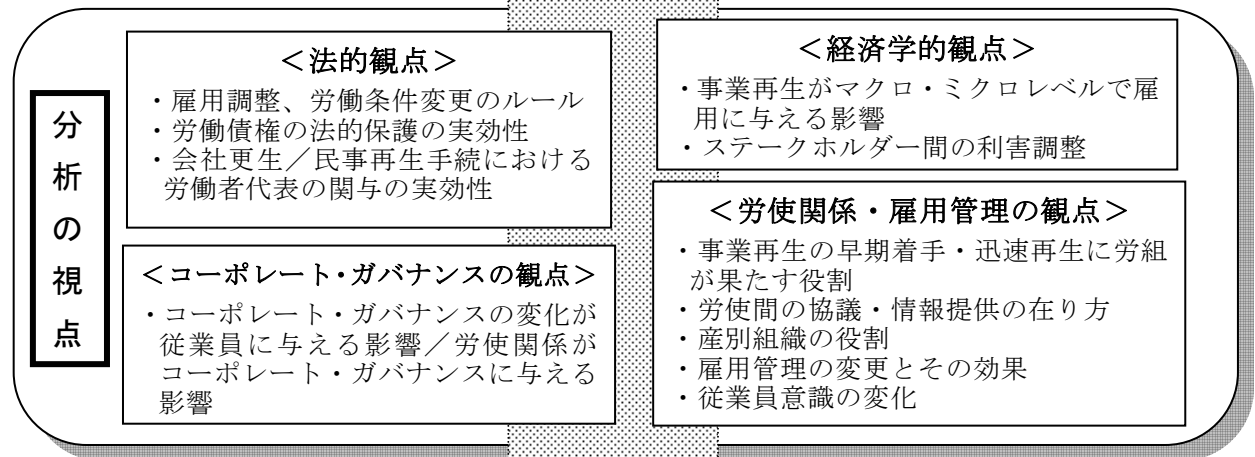 分析の視点
＜法的観点＞
・雇用調整、労働条件変更のルール
・労働債権の法的保護の実効性
・会社更生／民事再生手続における
労働者代表の関与の実効性
＜コーポレート・ガバナンスの観点＞
・コーポレート・ガバナンスの変化が
従業員に与える影響／労使関係が
コーポレート・ガバナンスに与える
影響
＜経済学的観点＞
・事業再生がマクロ・ミクロレベルで雇
用に与える影響
・ステークホルダー間の利害調整
＜労使関係・雇用管理の観点＞
・事業再生の早期着手・迅速再生に労組
が果たす役割
・労使間の協議・情報提供の在り方
・産別組織の役割
・雇用管理の変更とその効果
・従業員意識の変化